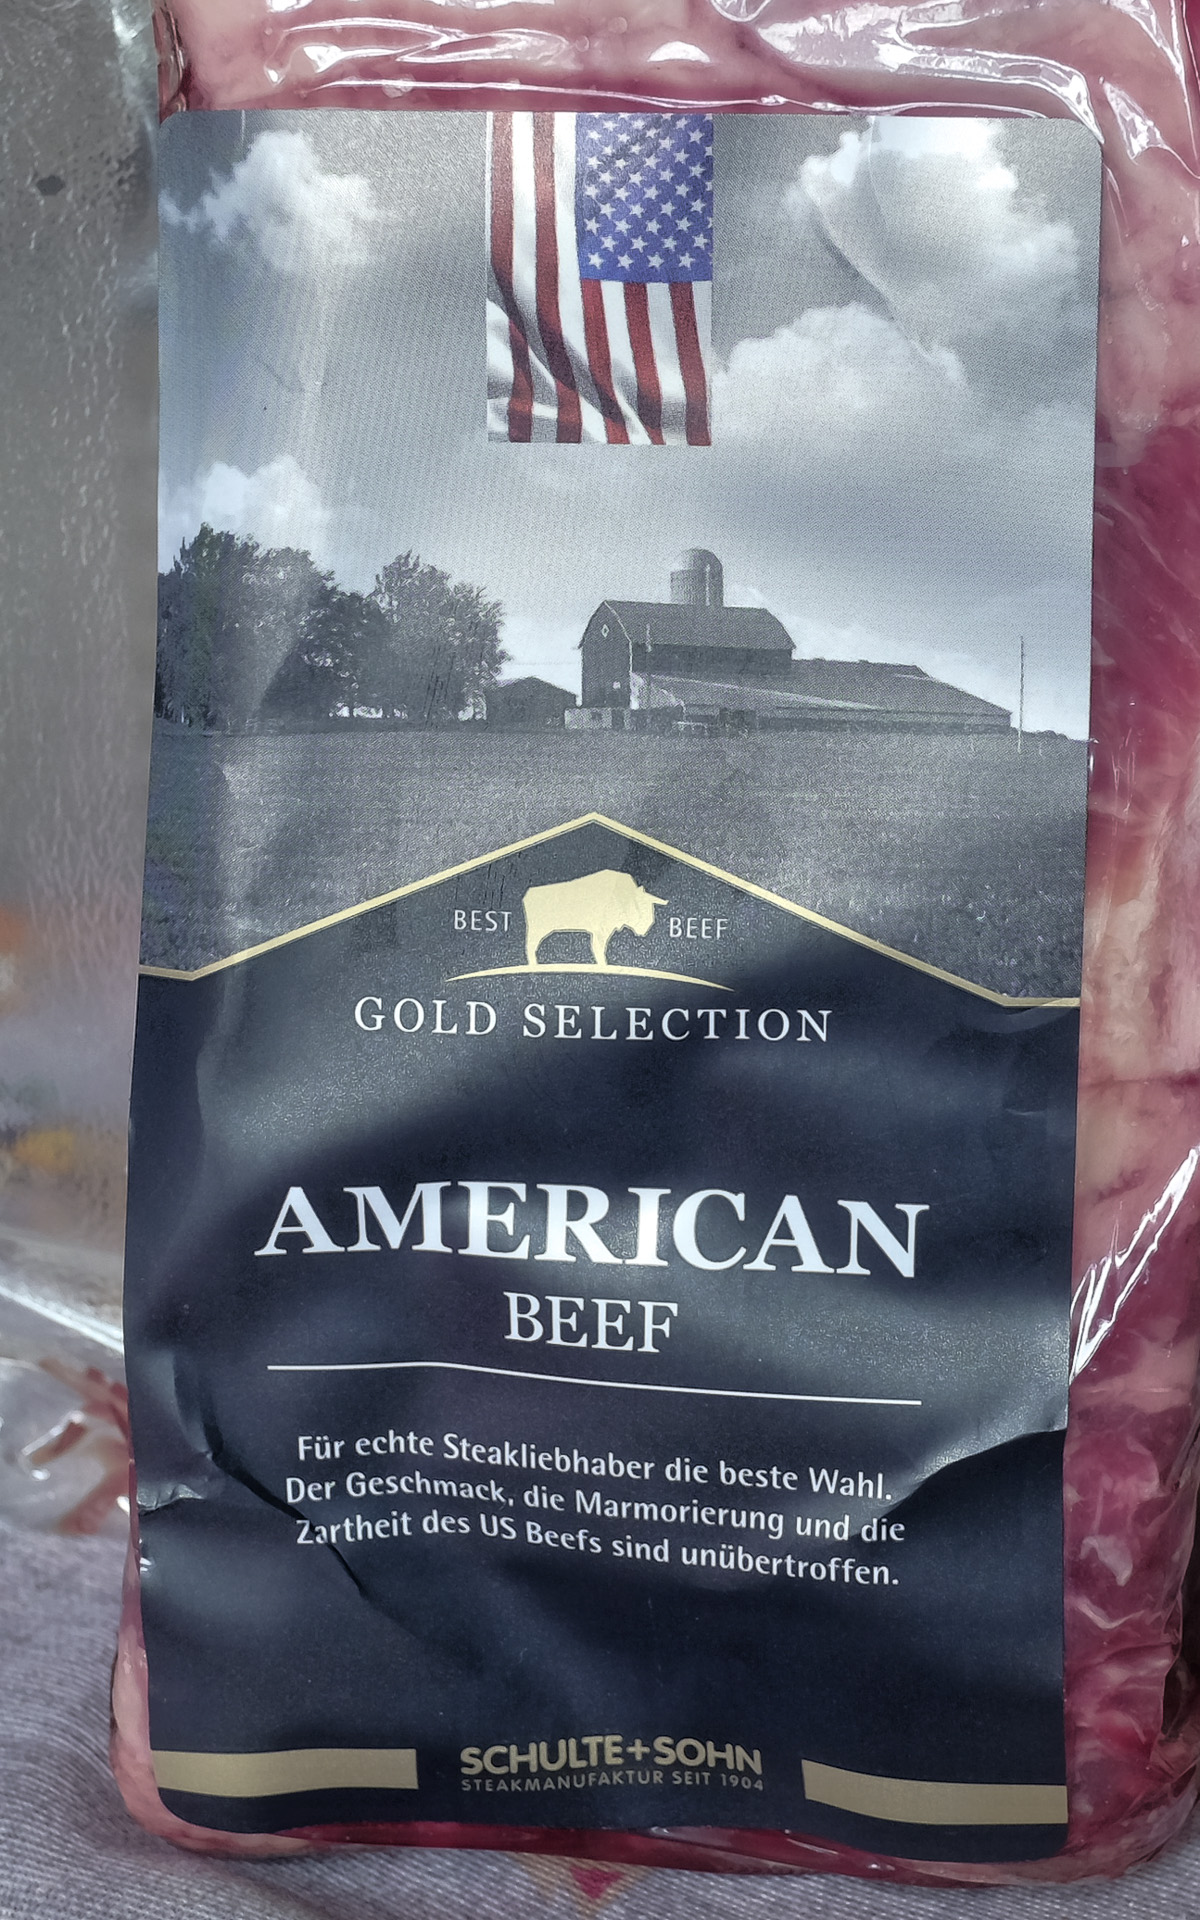 BEST BEEF
GOLD SELECTION
AMERICAN
BEEF
Für echte Steakliebhaber die beste Wahl.
Der Geschmack, die Marmorierung und die
Zartheit des US Beefs sind unübertroffen.
SCHULTE+SOHN
STEAKMANUFAKTUR SEIT 1904